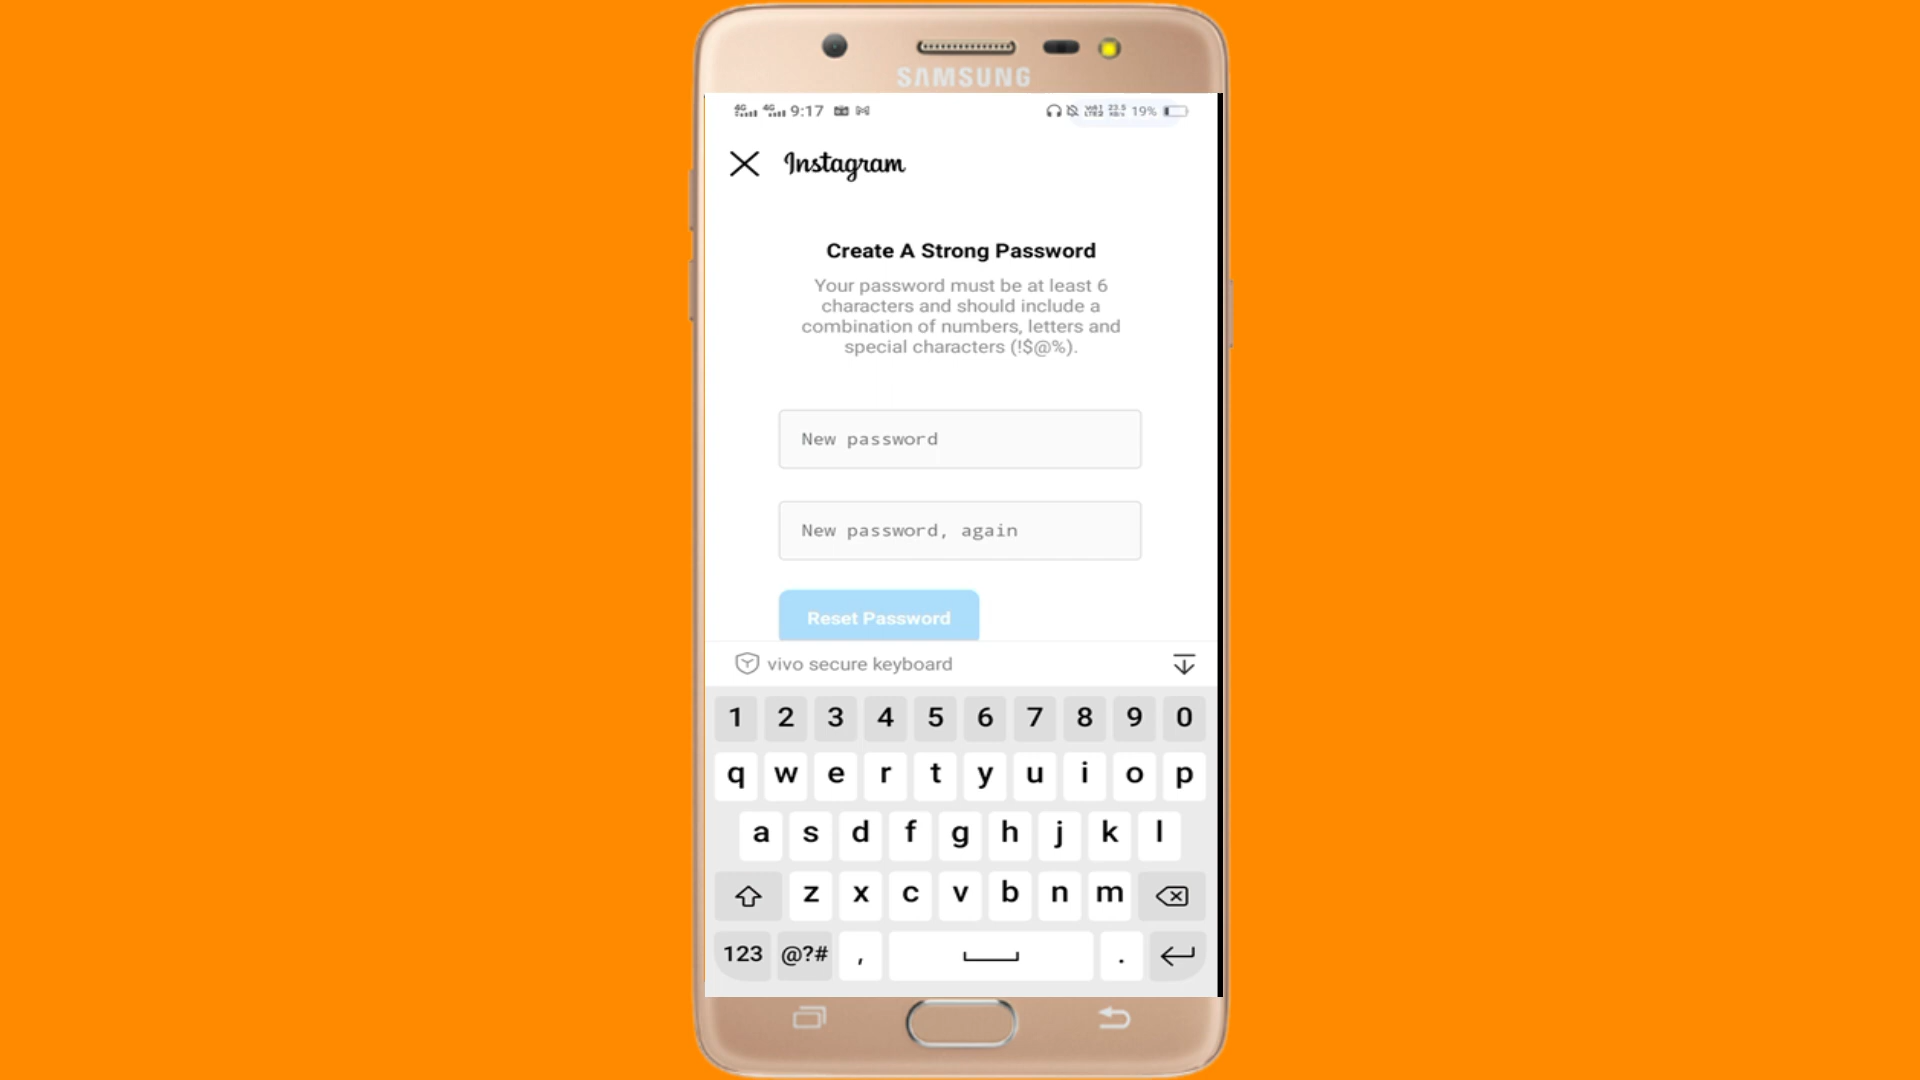 SAMSUNG
4G 4G 9:17 19%
Instagram
Create A Strong Password
Your password must be at least 6
characters and should include a
combination of numbers, letters and
special characters (!$@%).
New password
New password, again
Reset Password
vivo secure keyboard
1 2 3 4 5 6 7 8 9 0
q w e r t y u i o p
a s d f g h j k l
z x c v b n m
123 @?# , .